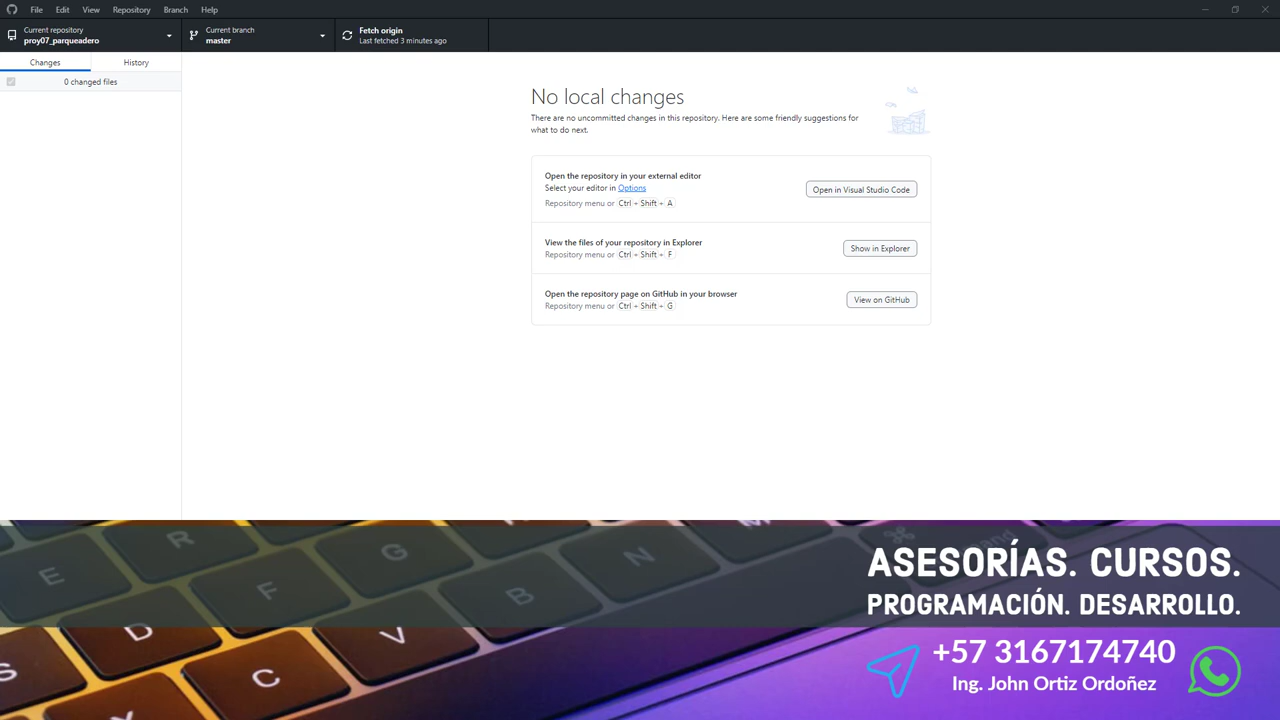 File Edit View Repository Branch Help
Current repository
proy07_parqueadero
Current branch
master
Fetch origin
Last fetched 3 minutes ago
Changes
History
0 changed files
No local changes
There are no uncommitted changes in this repository. Here are some friendly suggestions for
what to do next.
Open the repository in your external editor
Select your editor in Options
Repository menu or Ctrl + Shift + A
Open in Visual Studio Code
View the files of your repository in Explorer
Repository menu or Ctrl + Shift + F
Show in Explorer
Open the repository page on GitHub in your browser
Repository menu or Ctrl + Shift + G
View on GitHub
E R F G D C V B N M
ASESORÍAS. CURSOS.
PROGRAMACIÓN. DESARROLLO.
+57 3167174740
Ing. John Ortiz Ordoñez